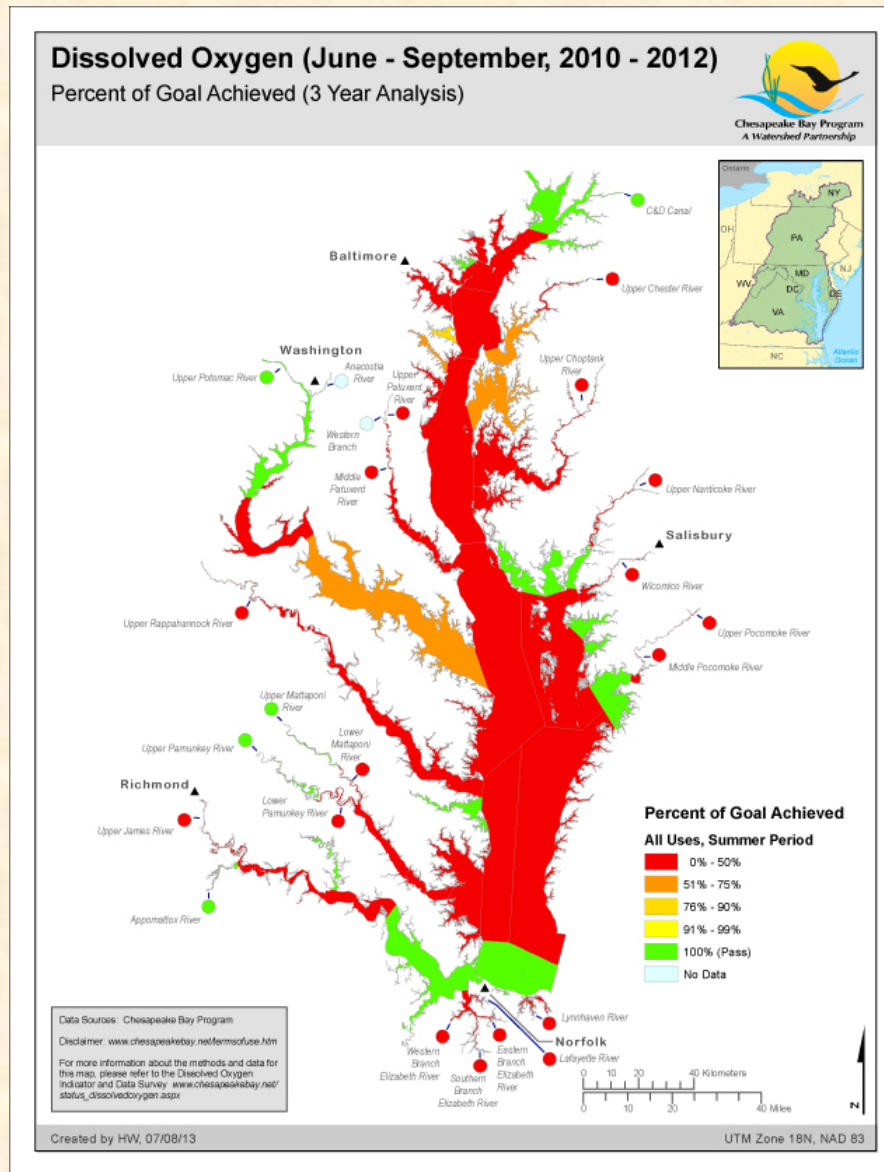 Dissolved Oxygen (June - September, 2010 - 2012)
Percent of Goal Achieved (3 Year Analysis)
Chesapeake Bay Program
A Watershed Partnership
Ontario
NY
OH
PA
NJ
MD
WV
DC
DE
VA
NC
Atlantic
Ocean
C&D Canal
Baltimore
Upper Chester River
Washington
Anacostia
River
Upper Potomac River
Upper
Patuxent
River
Upper Choptank
River
Western
Branch
Middle
Patuxent
River
Upper Nanticoke River
Salisbury
Wicomico River
Upper Rappahannock River
Upper Pocomoke River
Middle Pocomoke River
Upper Mattaponi
River
Upper Pamunkey River
Lower
Mattaponi
River
Richmond
Lower
Pamunkey River
Upper James River
Appomattox River
Percent of Goal Achieved
All Uses, Summer Period
0% - 50%
51% - 75%
76% - 90%
91% - 99%
100% (Pass)
No Data
Lynnhaven River
Norfolk
Lafayette River
Western
Branch
Elizabeth River
Southern
Branch
Elizabeth River
Eastern
Branch
Elizabeth
River
0 10 20 40 Kilometers
0 10 20 40 Miles
N
Data Sources: Chesapeake Bay Program
Disclaimer: www.chesapeakebay.net/termsofuse.htm
For more information about the methods and data for
this map, please refer to the Dissolved Oxygen
Indicator and Data Survey www.chesapeakebay.net/
status_dissolvedoxygen.aspx
Created by HW, 07/08/13
UTM Zone 18N, NAD 83